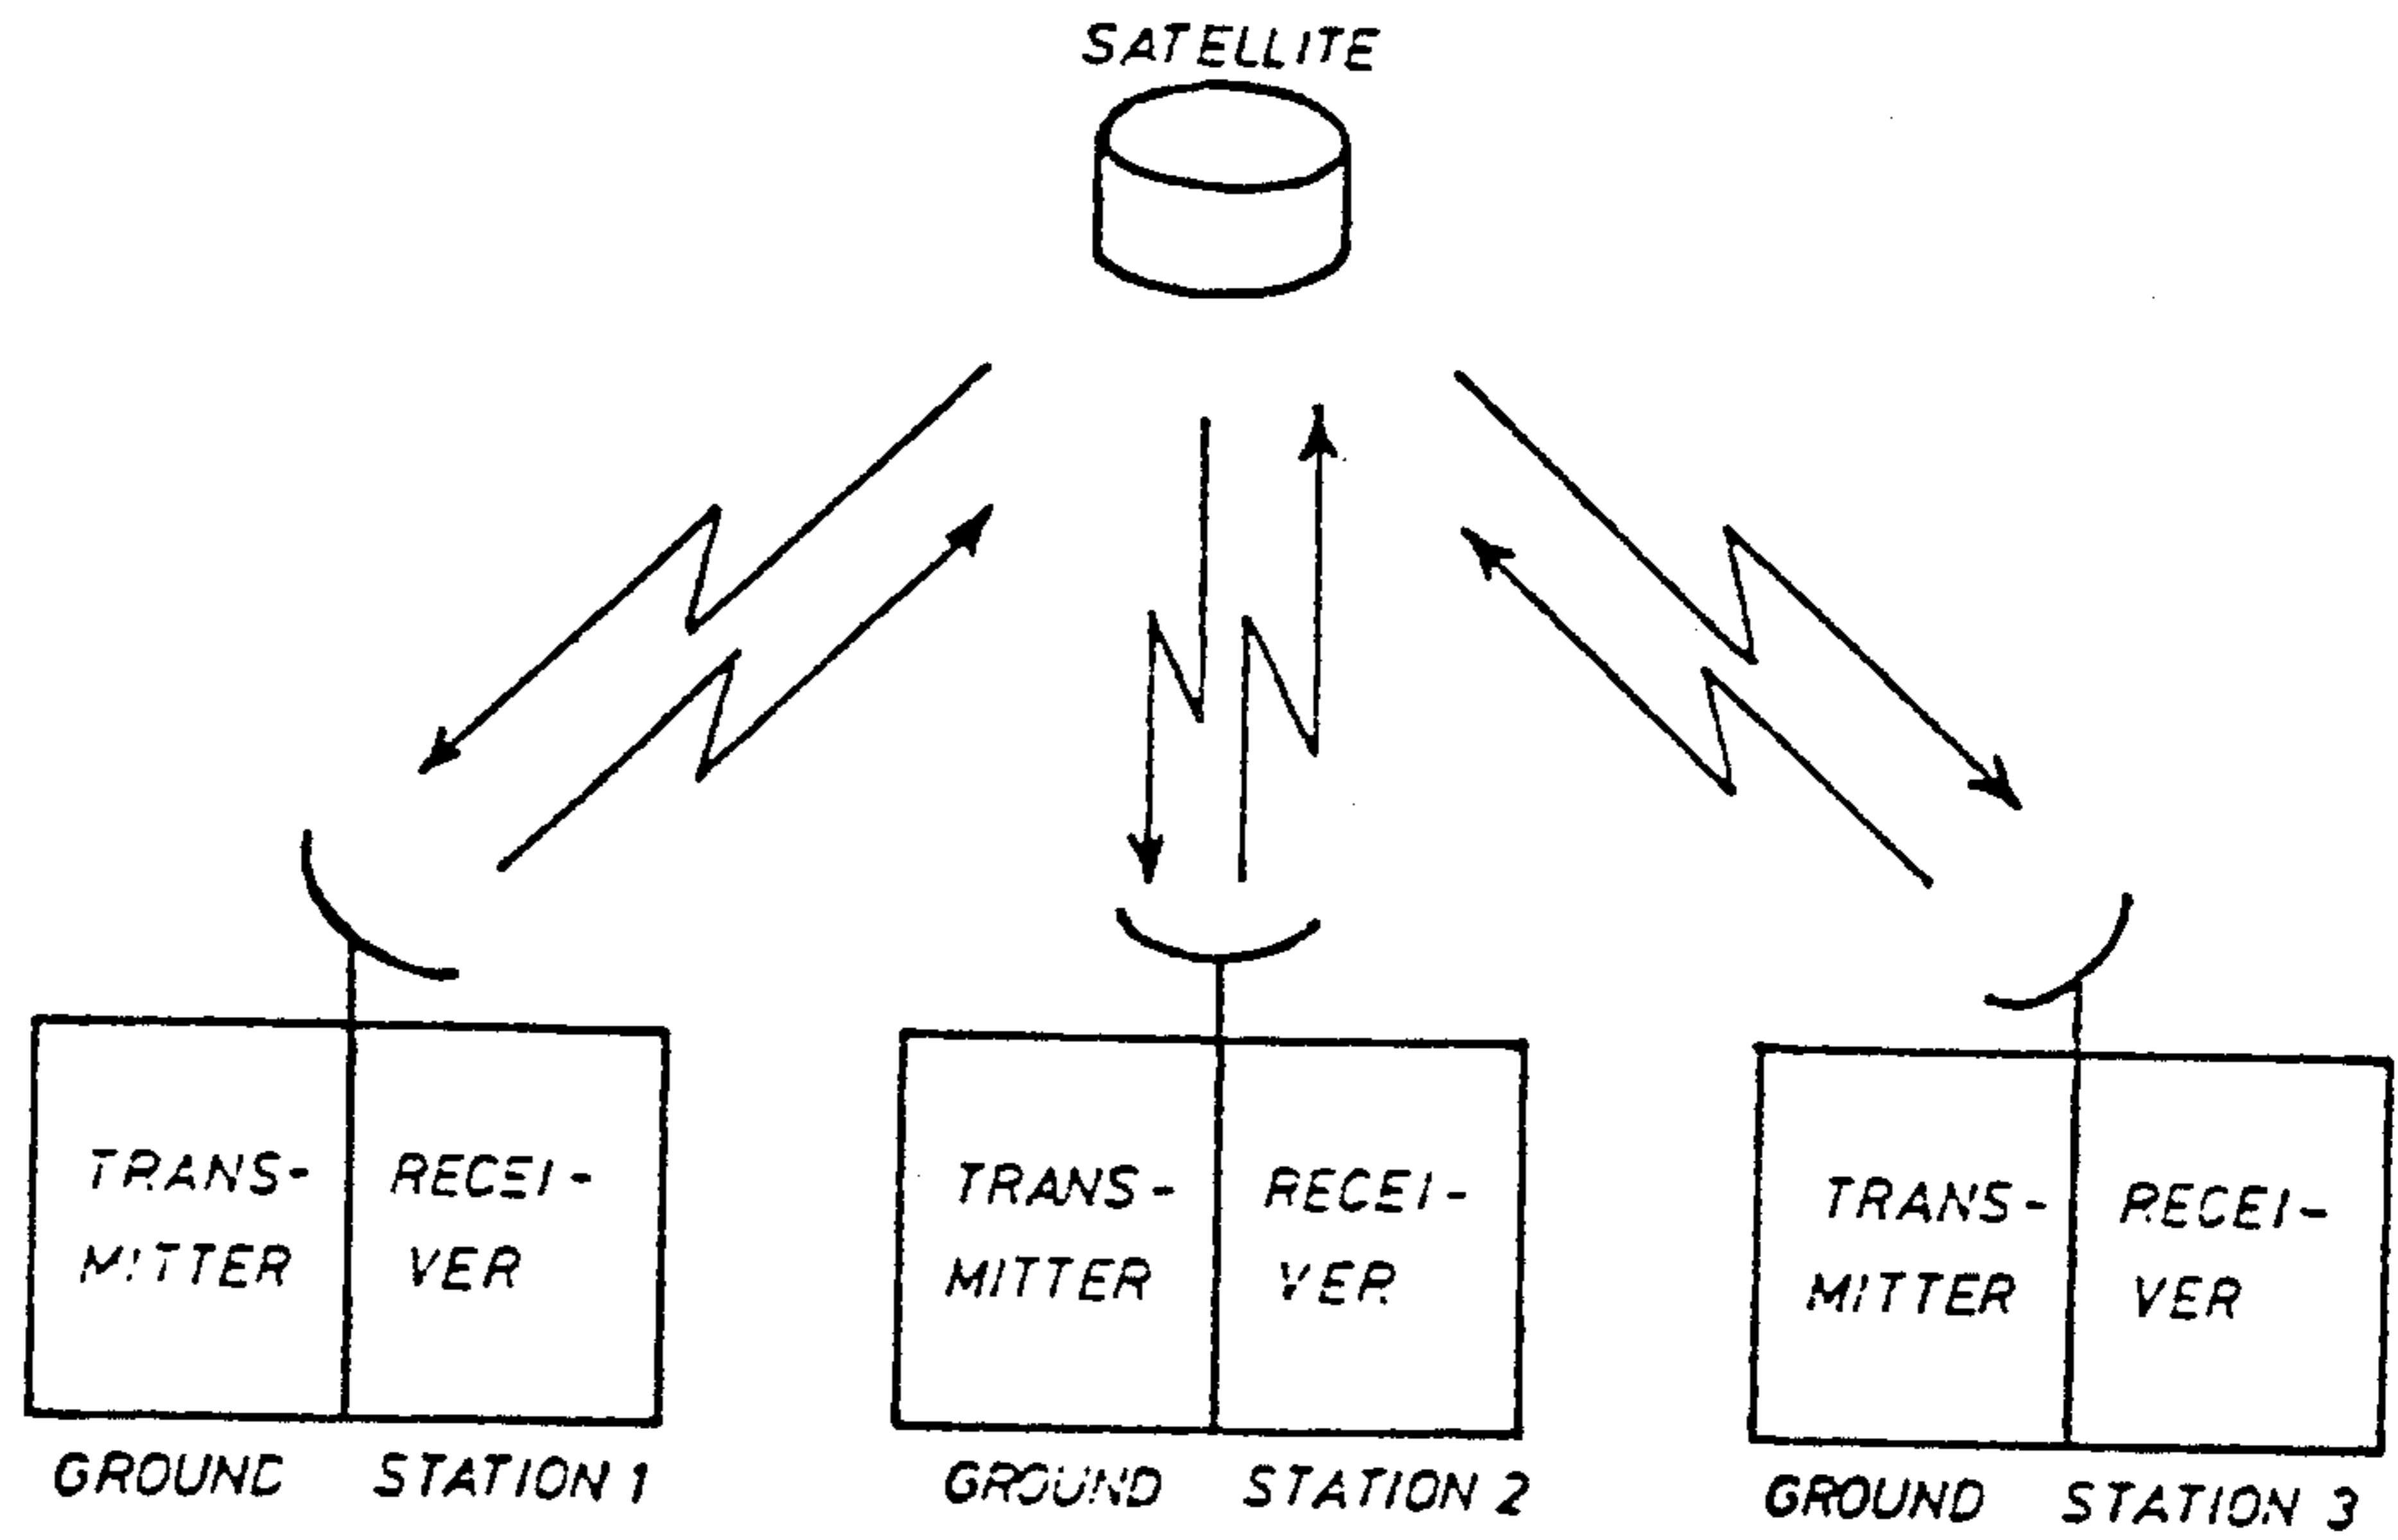 SATELLITE
TRANS- RECEI-
MITTER VER
TRANS- RECEI-
MITTER VER
TRANS- RECEI-
MITTER VER
GROUND STATION 1
GROUND STATION 2
GROUND STATION 3